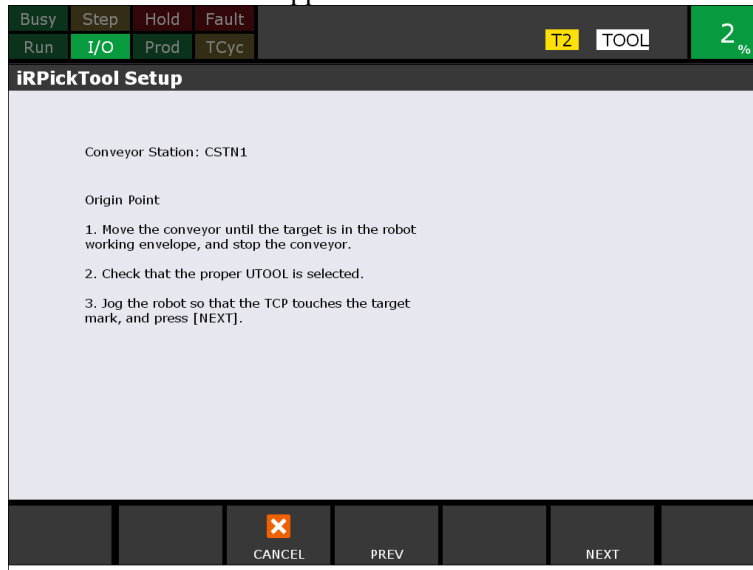 Busy Step Hold Fault
Run I/O Prod TCyc
T2 TOOL
2 %
iRPickTool Setup
Conveyor Station: CSTN1
Origin Point
1. Move the conveyor until the target is in the robot
working envelope, and stop the conveyor.
2. Check that the proper UTOOL is selected.
3. Jog the robot so that the TCP touches the target
mark, and press [NEXT].
CANCEL PREV NEXT